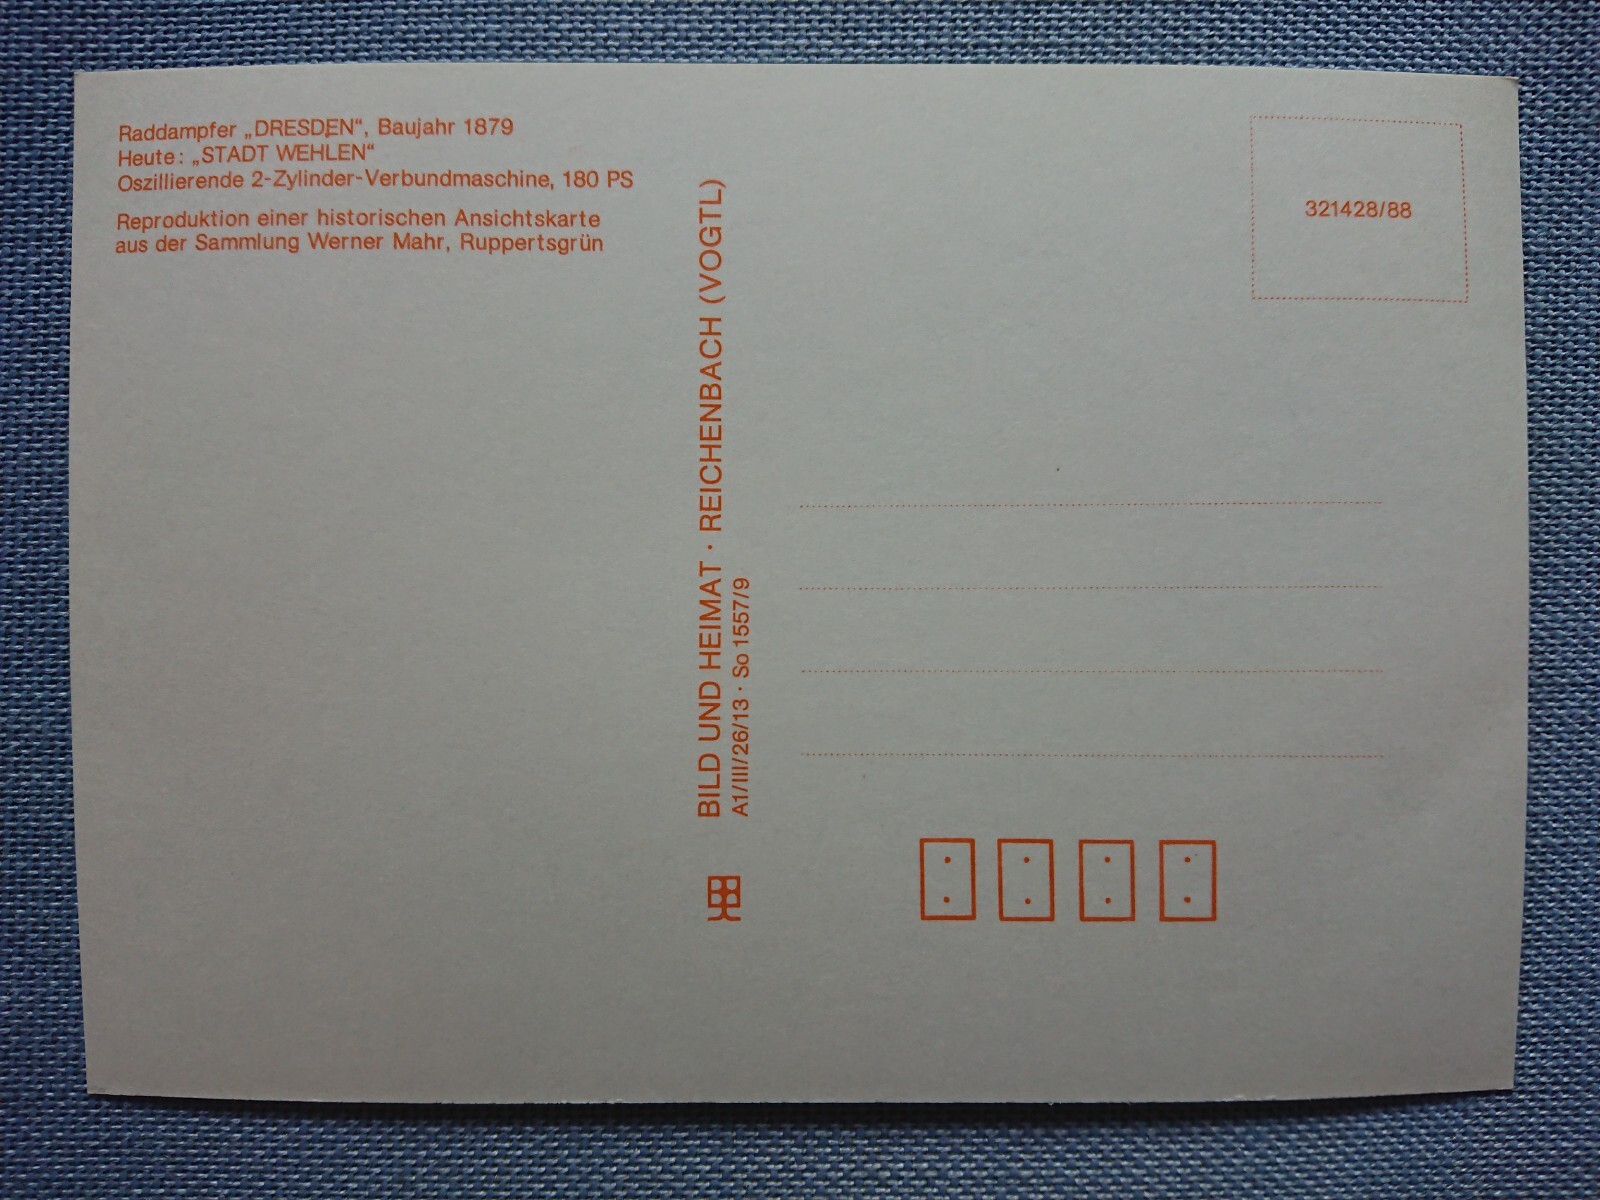 Raddampfer „DRESDEN“, Baujahr 1879
Heute: „STADT WEHLEN“
Oszillierende 2-Zylinder-Verbundmaschine, 180 PS
Reproduktion einer historischen Ansichtskarte
aus der Sammlung Werner Mahr, Ruppertsgrün
BILD UND HEIMAT · REICHENBACH (VOGTL)
A1/III/26/13 · So 1557/9
321428/88